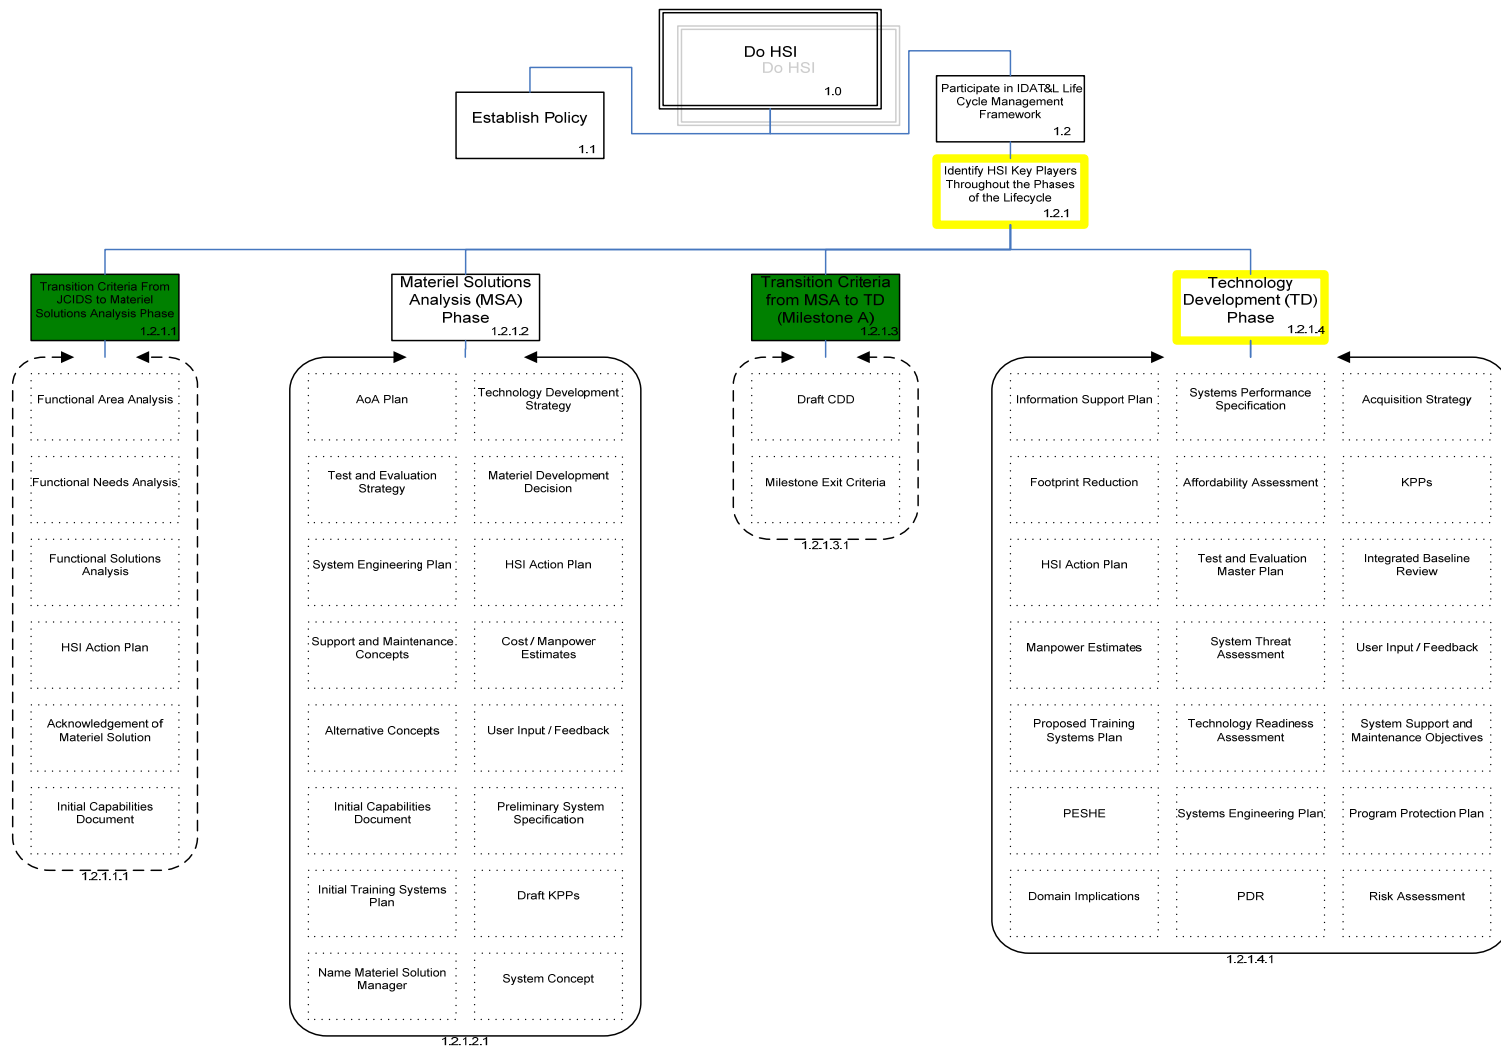 Do HSI
Do HSI
1.0
Establish Policy
1.1
Participate in IDAT&L Life
Cycle Management
Framework
1.2
Identify HSI Key Players
Throughout the Phases
of the Lifecycle
1.2.1
Transition Criteria From
JCIDS to Materiel
Solutions Analysis Phase
1.2.1.1
Materiel Solutions
Analysis (MSA)
Phase
1.2.1.2
Transition Criteria
from MSA to TD
(Milestone A)
1.2.1.3
Technology
Development (TD)
Phase
1.2.1.4
Functional Area Analysis
Functional Needs Analysis
Functional Solutions
Analysis
HSI Action Plan
Acknowledgement of
Materiel Solution
Initial Capabilities
Document
1.2.1.1.1
AoA Plan
Technology Development
Strategy
Test and Evaluation
Strategy
Materiel Development
Decision
System Engineering Plan
HSI Action Plan
Support and Maintenance
Concepts
Cost / Manpower
Estimates
Alternative Concepts
User Input / Feedback
Initial Capabilities
Document
Preliminary System
Specification
Initial Training Systems
Plan
Draft KPPs
Name Materiel Solution
Manager
System Concept
1.2.1.2.1
Draft CDD
Milestone Exit Criteria
1.2.1.3.1
Information Support Plan
Systems Performance
Specification
Acquisition Strategy
Footprint Reduction
Affordability Assessment
KPPs
HSI Action Plan
Test and Evaluation
Master Plan
Integrated Baseline
Review
Manpower Estimates
System Threat
Assessment
User Input / Feedback
Proposed Training
Systems Plan
Technology Readiness
Assessment
System Support and
Maintenance Objectives
PESHE
Systems Engineering Plan
Program Protection Plan
Domain Implications
PDR
Risk Assessment
1.2.1.4.1